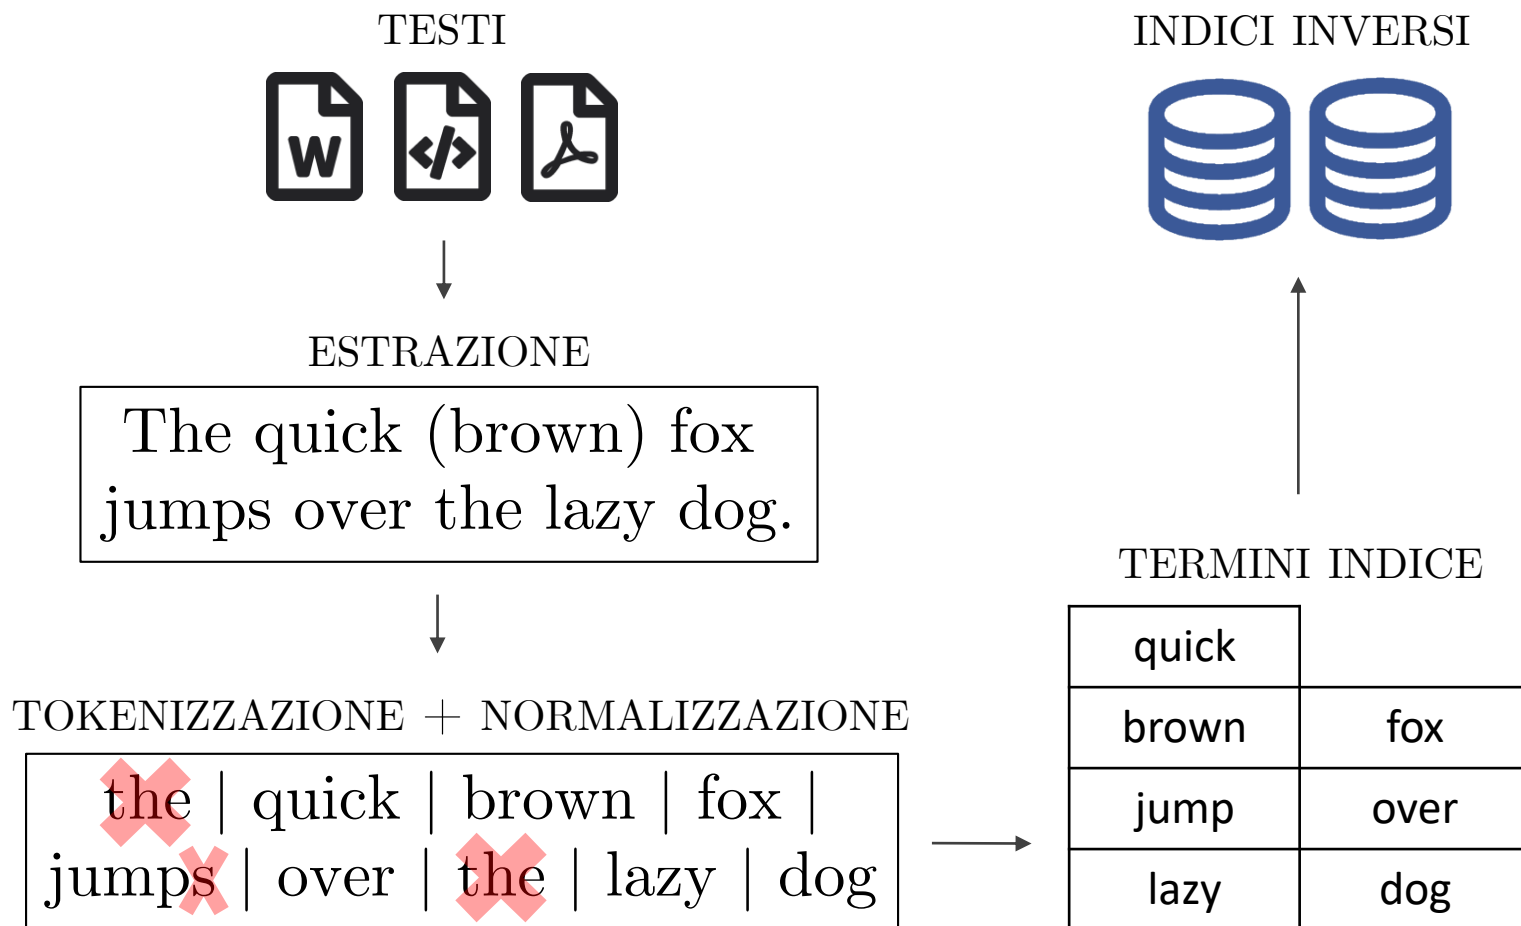 TESTI
W </>
ESTRAZIONE
The quick (brown) fox
jumps over the lazy dog.
TOKENIZZAZIONE + NORMALIZZAZIONE
the | quick | brown | fox |
jumps | over | the | lazy | dog
INDICI INVERSI
TERMINI INDICE
quick
brown fox
jump over
lazy dog